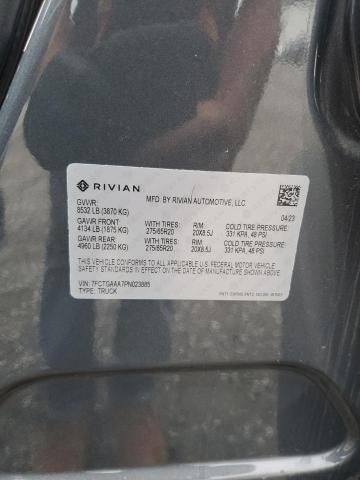 RIVIAN
MFD BY RIVIAN AUTOMOTIVE, LLC.
04/23
GVWR:
8532 LB (3870 KG)
GAWR FRONT: WITH TIRES: RIM: COLD TIRE PRESSURE:
4134 LB (1875 KG) 275/65R20 20X8.5J 331 KPA, 48 PSI
GAWR REAR WITH TIRES: RIM: COLD TIRE PRESSURE:
4960 LB (2250 KG) 275/65R20 20X8.5J 331 KPA, 48 PSI
THIS VEHICLE CONFORMS TO ALL APPLICABLE U.S. FEDERAL MOTOR VEHICLE
SAFETY, BUMPER AND THEFT PREVENTION STANDARDS IN EFFECT ON THE DATE OF
MANUFACTURE SHOWN ABOVE.
VIN: 7FCTGAAA7PN023885
TYPE: TRUCK